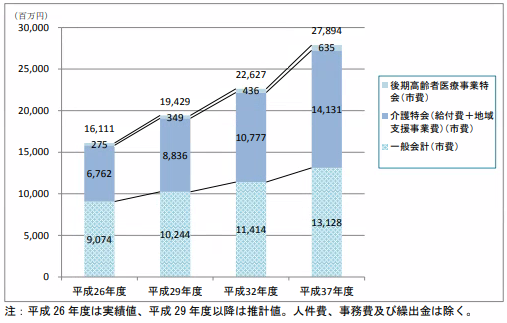 (百万円)
30,000
25,000
20,000
15,000
10,000
5,000
0
16,111
275
6,762
9,074
19,429
349
8,836
10,244
22,627
436
10,777
11,414
27,894
635
14,131
13,128
平成26年度
平成29年度
平成32年度
平成37年度
後期高齢者医療事業特
会(市費)
介護特会(給付費+地域
支援事業費)(市費)
一般会計(市費)
注:平成 26 年度は実績値、平成 29 年度以降は推計値。人件費、事務費及び繰出金は除く。